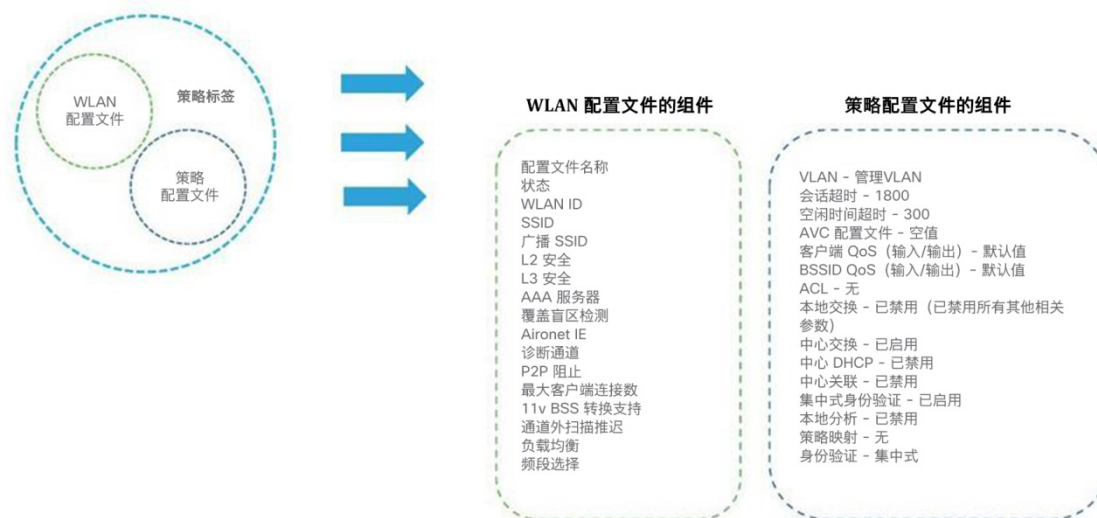 WLAN
配置文件
策略标签
策略
配置文件
WLAN 配置文件的组件
配置文件名称
状态
WLAN ID
SSID
广播 SSID
L2 安全
L3 安全
AAA 服务器
覆盖盲区检测
Aironet IE
诊断通道
P2P 阻止
最大客户端连接数
11v BSS 转换支持
通道外扫描推迟
负载均衡
频段选择
策略配置文件的组件
VLAN – 管理VLAN
会话超时 – 1800
空闲时间超时 – 300
AVC 配置文件 – 空值
客户端 QoS（输入/输出）– 默认值
BSSID QoS（输入/输出）– 默认值
ACL – 无
本地交换 – 已禁用（已禁用所有其他相关
参数）
中心交换 – 已启用
中心 DHCP – 已禁用
中心关联 – 已禁用
集中式身份验证 – 已启用
本地分析 – 已禁用
策略映射 – 无
身份验证 – 集中式